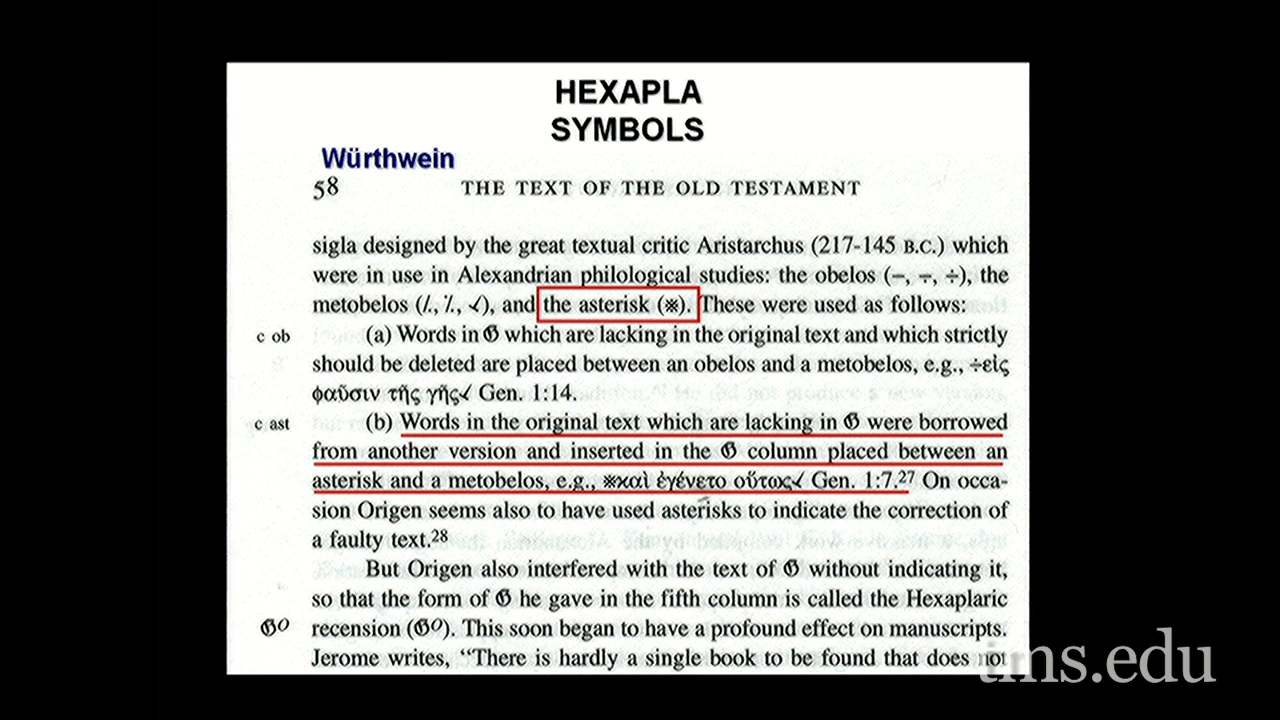 HEXAPLA
SYMBOLS
Würthwein
58 THE TEXT OF THE OLD TESTAMENT
sigla designed by the great textual critic Aristarchus (217-145 B.C.) which
were in use in Alexandrian philological studies: the obelos (–, ∸, ÷), the
metobelos (/., ⁒, ✓), and the asterisk (※). These were used as follows:
c ob (a) Words in 𝕲 which are lacking in the original text and which strictly
should be deleted are placed between an obelos and a metobelos, e.g., ÷εἰς
φαῦσιν τῆς γῆς✓ Gen. 1:14.
c ast (b) Words in the original text which are lacking in 𝕲 were borrowed
from another version and inserted in the 𝕲 column placed between an
asterisk and a metobelos, e.g., ※καὶ ἐγένετο οὕτως✓ Gen. 1:7.27 On occa-
sion Origen seems also to have used asterisks to indicate the correction of
a faulty text.28
But Origen also interfered with the text of 𝕲 without indicating it,
so that the form of 𝕲 he gave in the fifth column is called the Hexaplaric
𝕲O recension (𝕲O). This soon began to have a profound effect on manuscripts.
Jerome writes, “There is hardly a single book to be found that does not
tms.edu